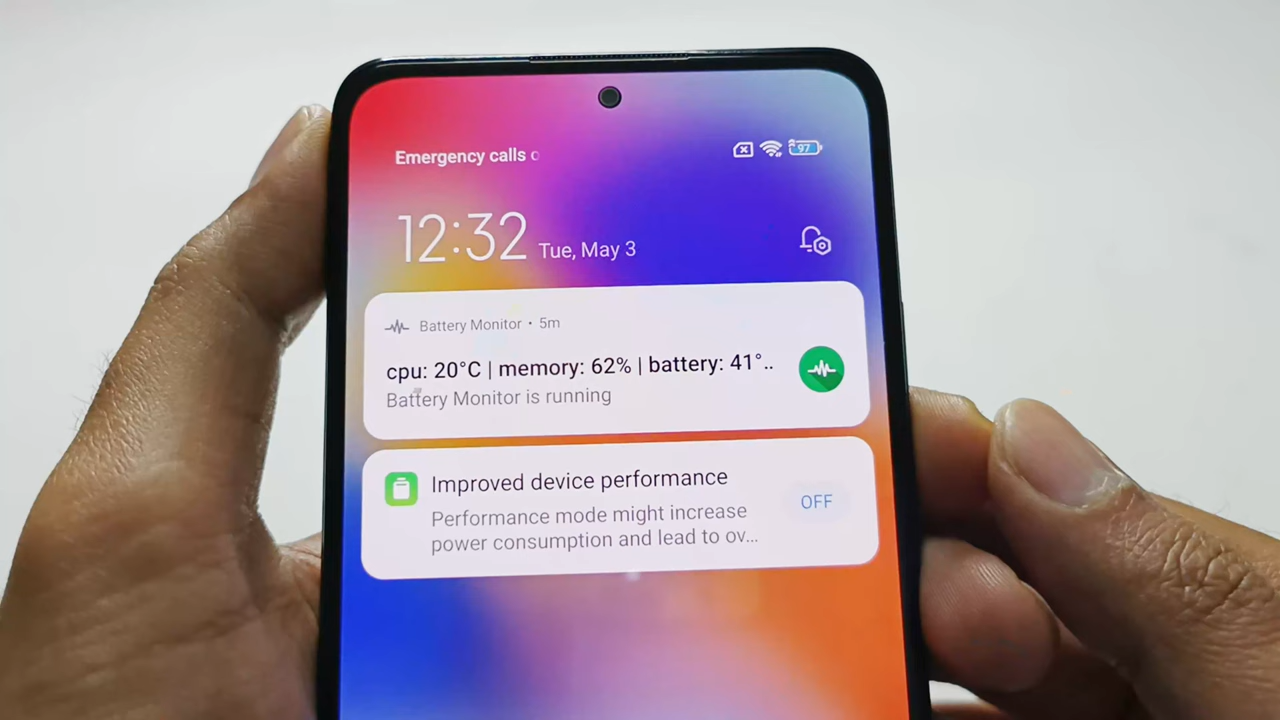 Emergency calls
97
12:32 Tue, May 3
Battery Monitor • 5m
cpu: 20°C | memory: 62% | battery: 41°..
Battery Monitor is running
Improved device performance
OFF
Performance mode might increase
power consumption and lead to ov...